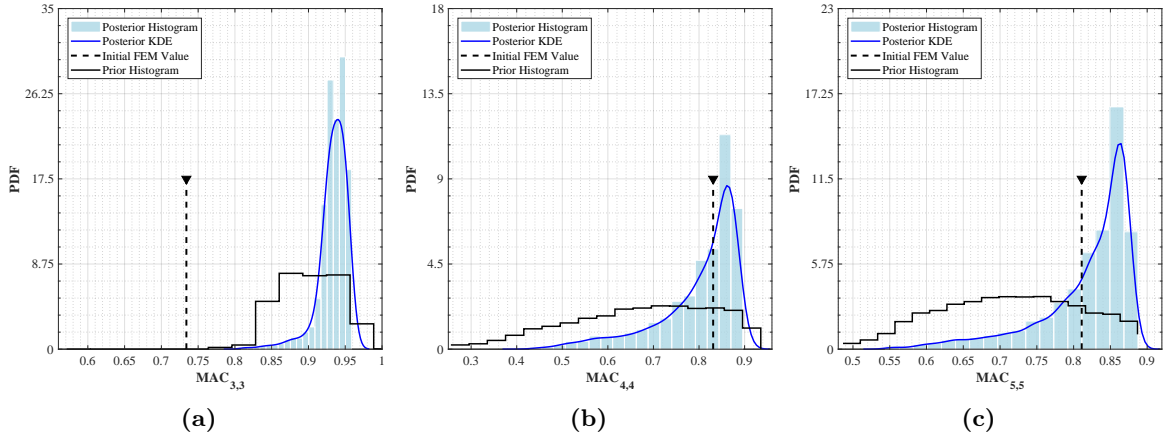 35
26.25
17.5
8.75
0
PDF
Posterior Histogram
Posterior KDE
Initial FEM Value
Prior Histogram
0.6 0.65 0.7 0.75 0.8 0.85 0.9 0.95 1
MAC3,3
(a)
18
13.5
9
4.5
0
PDF
Posterior Histogram
Posterior KDE
Initial FEM Value
Prior Histogram
0.3 0.4 0.5 0.6 0.7 0.8 0.9
MAC4,4
(b)
23
17.25
11.5
5.75
0
PDF
Posterior Histogram
Posterior KDE
Initial FEM Value
Prior Histogram
0.5 0.55 0.6 0.65 0.7 0.75 0.8 0.85 0.9
MAC5,5
(c)